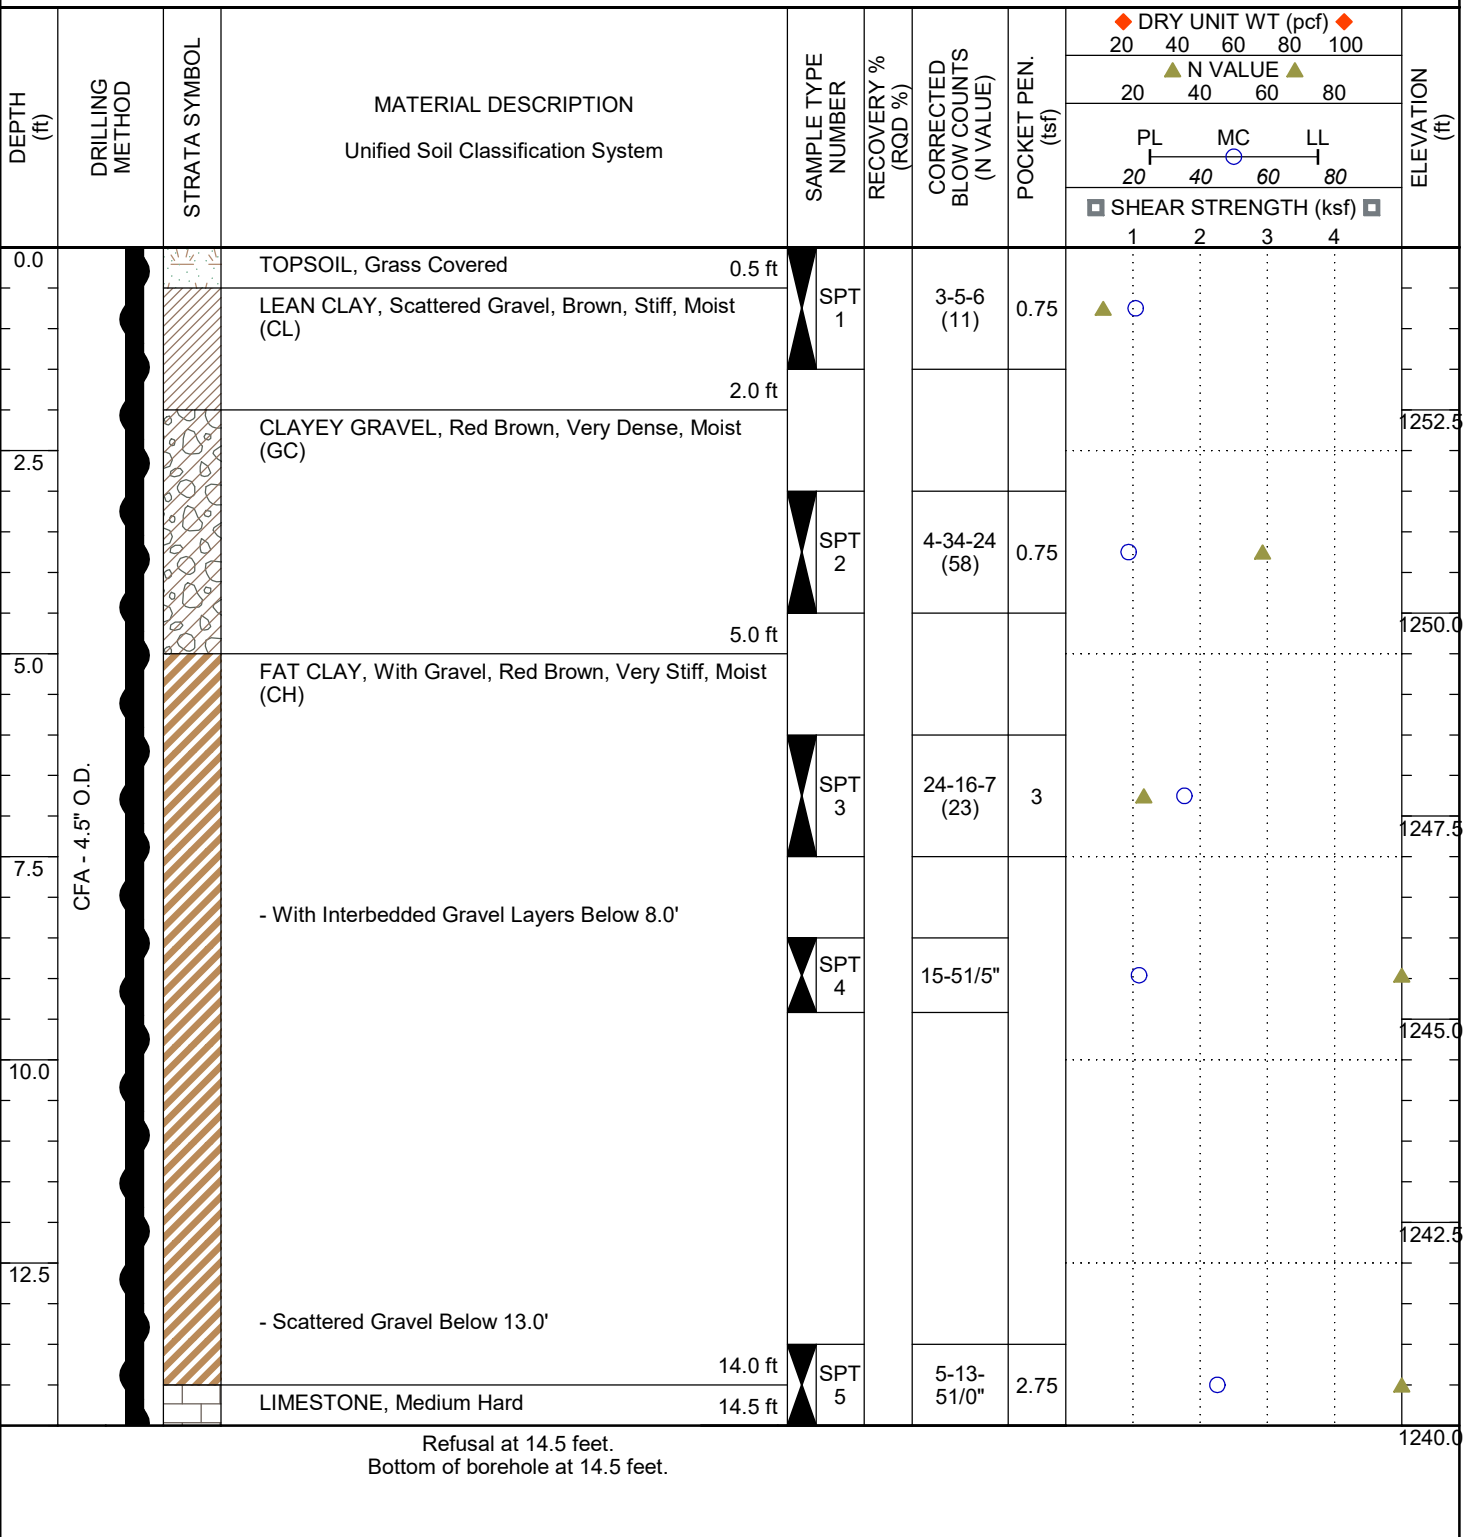 DEPTH
(ft)
DRILLING
METHOD
STRATA SYMBOL
MATERIAL DESCRIPTION
Unified Soil Classification System
SAMPLE TYPE
NUMBER
RECOVERY %
(RQD %)
CORRECTED
BLOW COUNTS
(N VALUE)
POCKET PEN.
(tsf)
DRY UNIT WT (pcf)
20 40 60 80 100
N VALUE
20 40 60 80
PL MC LL
20 40 60 80
SHEAR STRENGTH (ksf)
1 2 3 4
ELEVATION
(ft)
0.0
TOPSOIL, Grass Covered 0.5 ft
LEAN CLAY, Scattered Gravel, Brown, Stiff, Moist
(CL)
2.0 ft
SPT
1
3-5-6
(11)
0.75
CLAYEY GRAVEL, Red Brown, Very Dense, Moist
(GC)
1252.5
2.5
SPT
2
4-34-24
(58)
0.75
5.0 ft
1250.0
5.0
FAT CLAY, With Gravel, Red Brown, Very Stiff, Moist
(CH)
CFA - 4.5" O.D.
SPT
3
24-16-7
(23)
3
1247.5
7.5
- With Interbedded Gravel Layers Below 8.0'
SPT
4
15-51/5"
1245.0
10.0
1242.5
12.5
- Scattered Gravel Below 13.0'
14.0 ft
SPT
5
5-13-
51/0"
2.75
LIMESTONE, Medium Hard 14.5 ft
1240.0
Refusal at 14.5 feet.
Bottom of borehole at 14.5 feet.